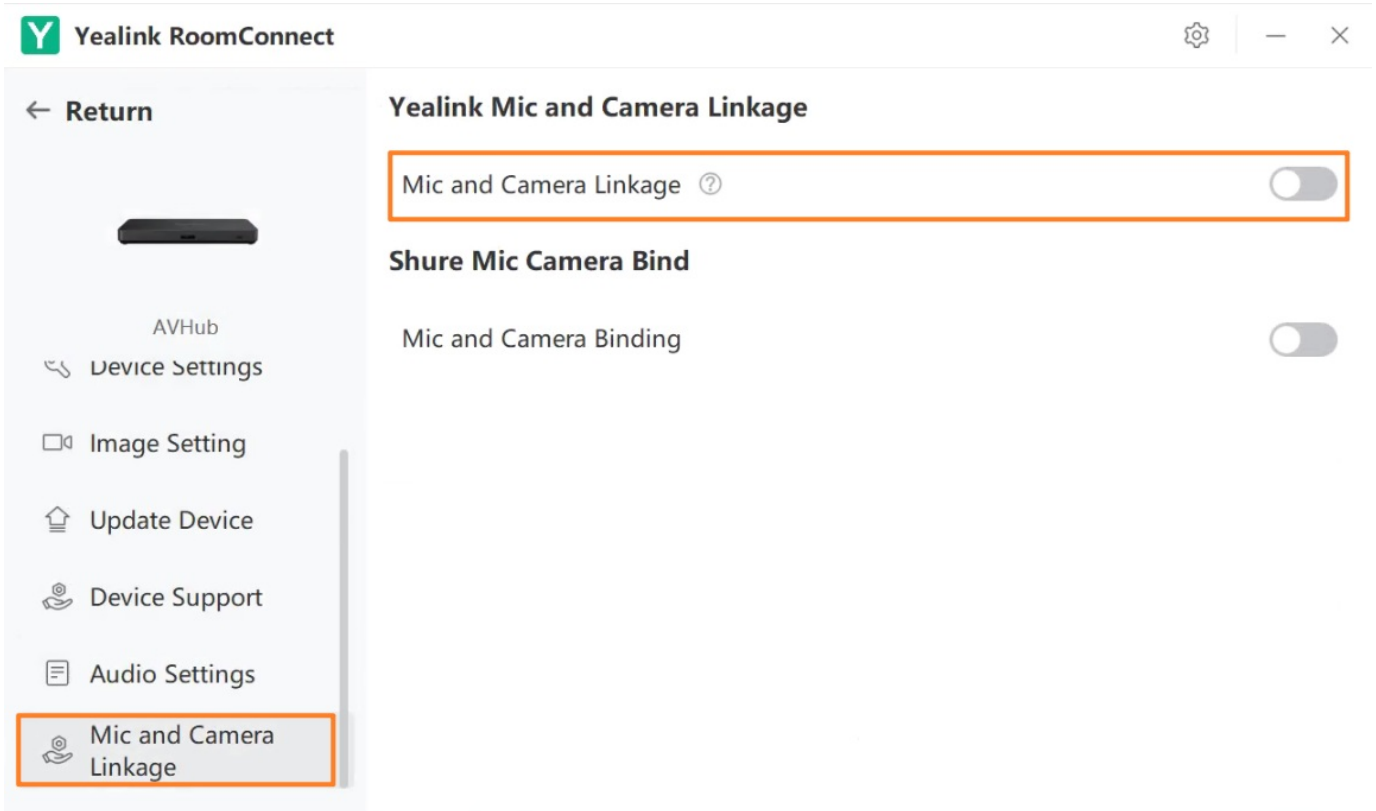 Yealink RoomConnect
Return
AVHub
Device Settings
Image Setting
Update Device
Device Support
Audio Settings
Mic and Camera
Linkage
Yealink Mic and Camera Linkage
Mic and Camera Linkage
Shure Mic Camera Bind
Mic and Camera Binding